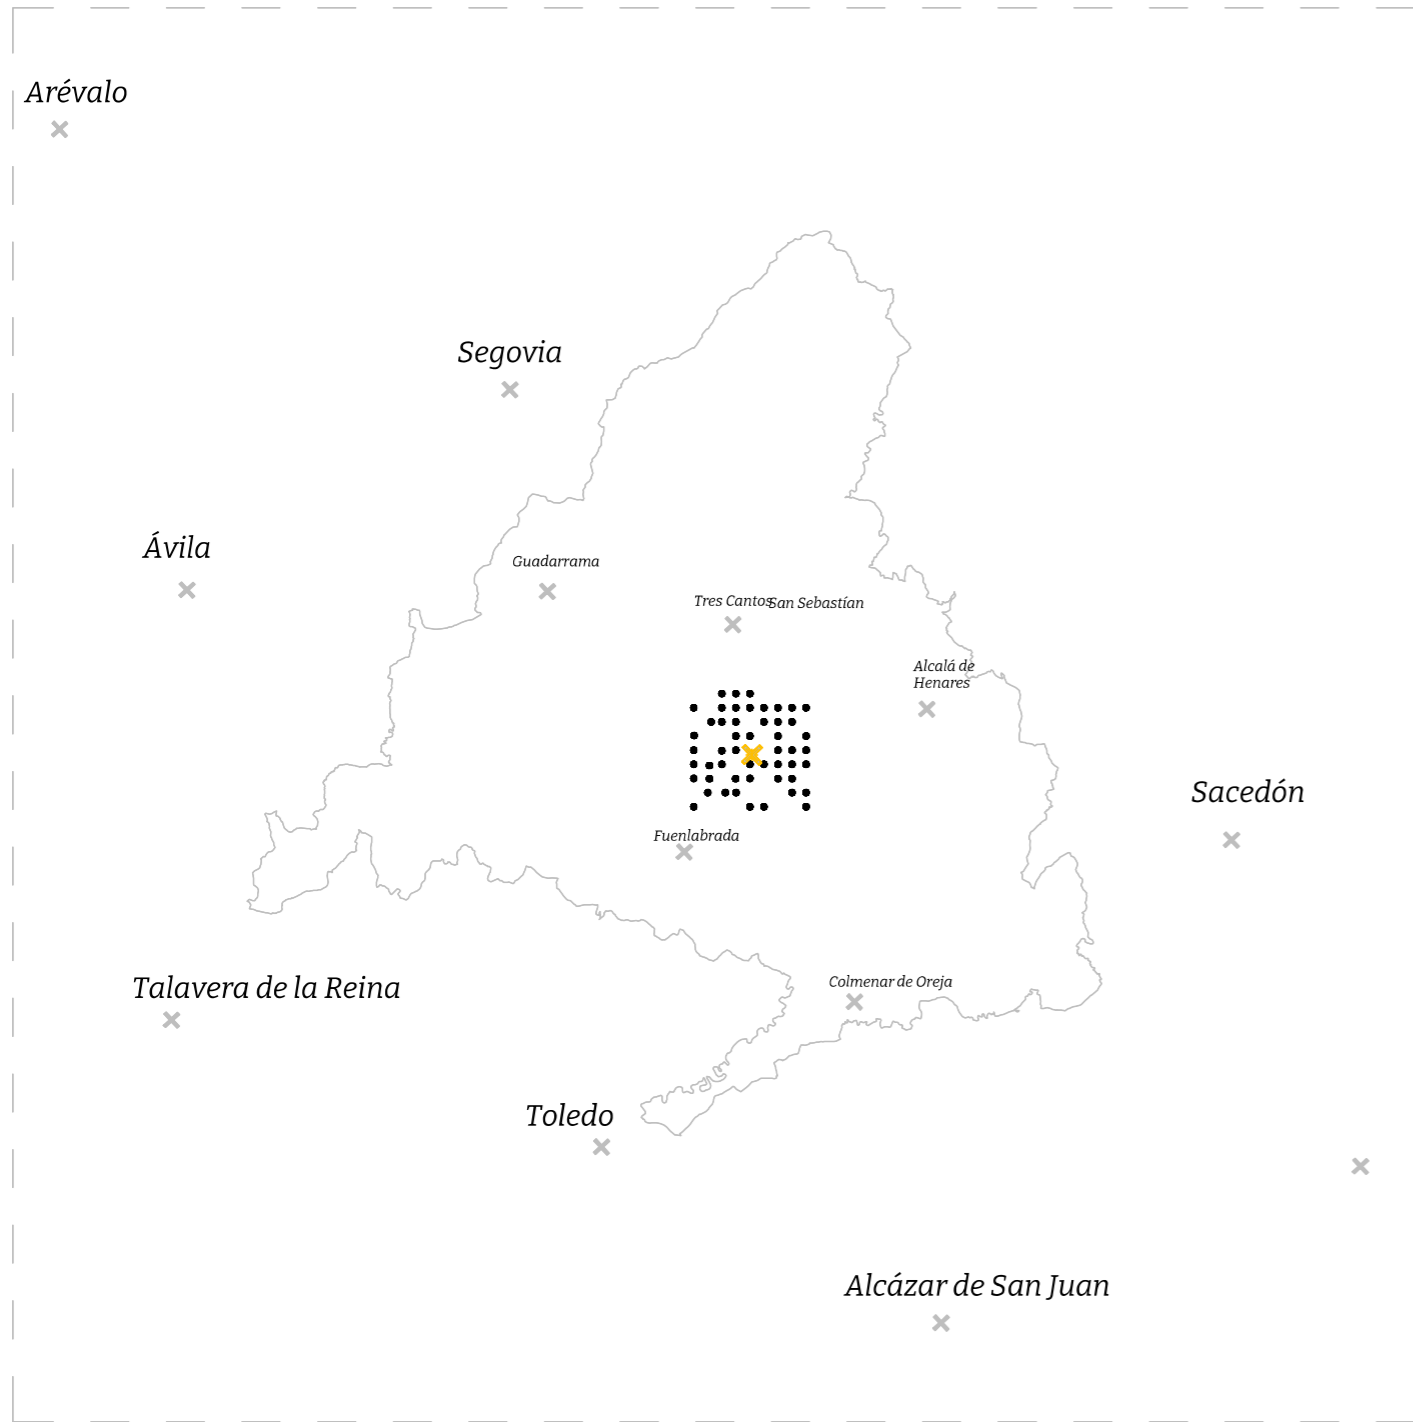 Arévalo
Segovia
Ávila
Guadarrama
Tres Cantos
San Sebastían
Alcalá de
Henares
Sacedón
Fuenlabrada
Colmenar de Oreja
Talavera de la Reina
Toledo
Alcázar de San Juan